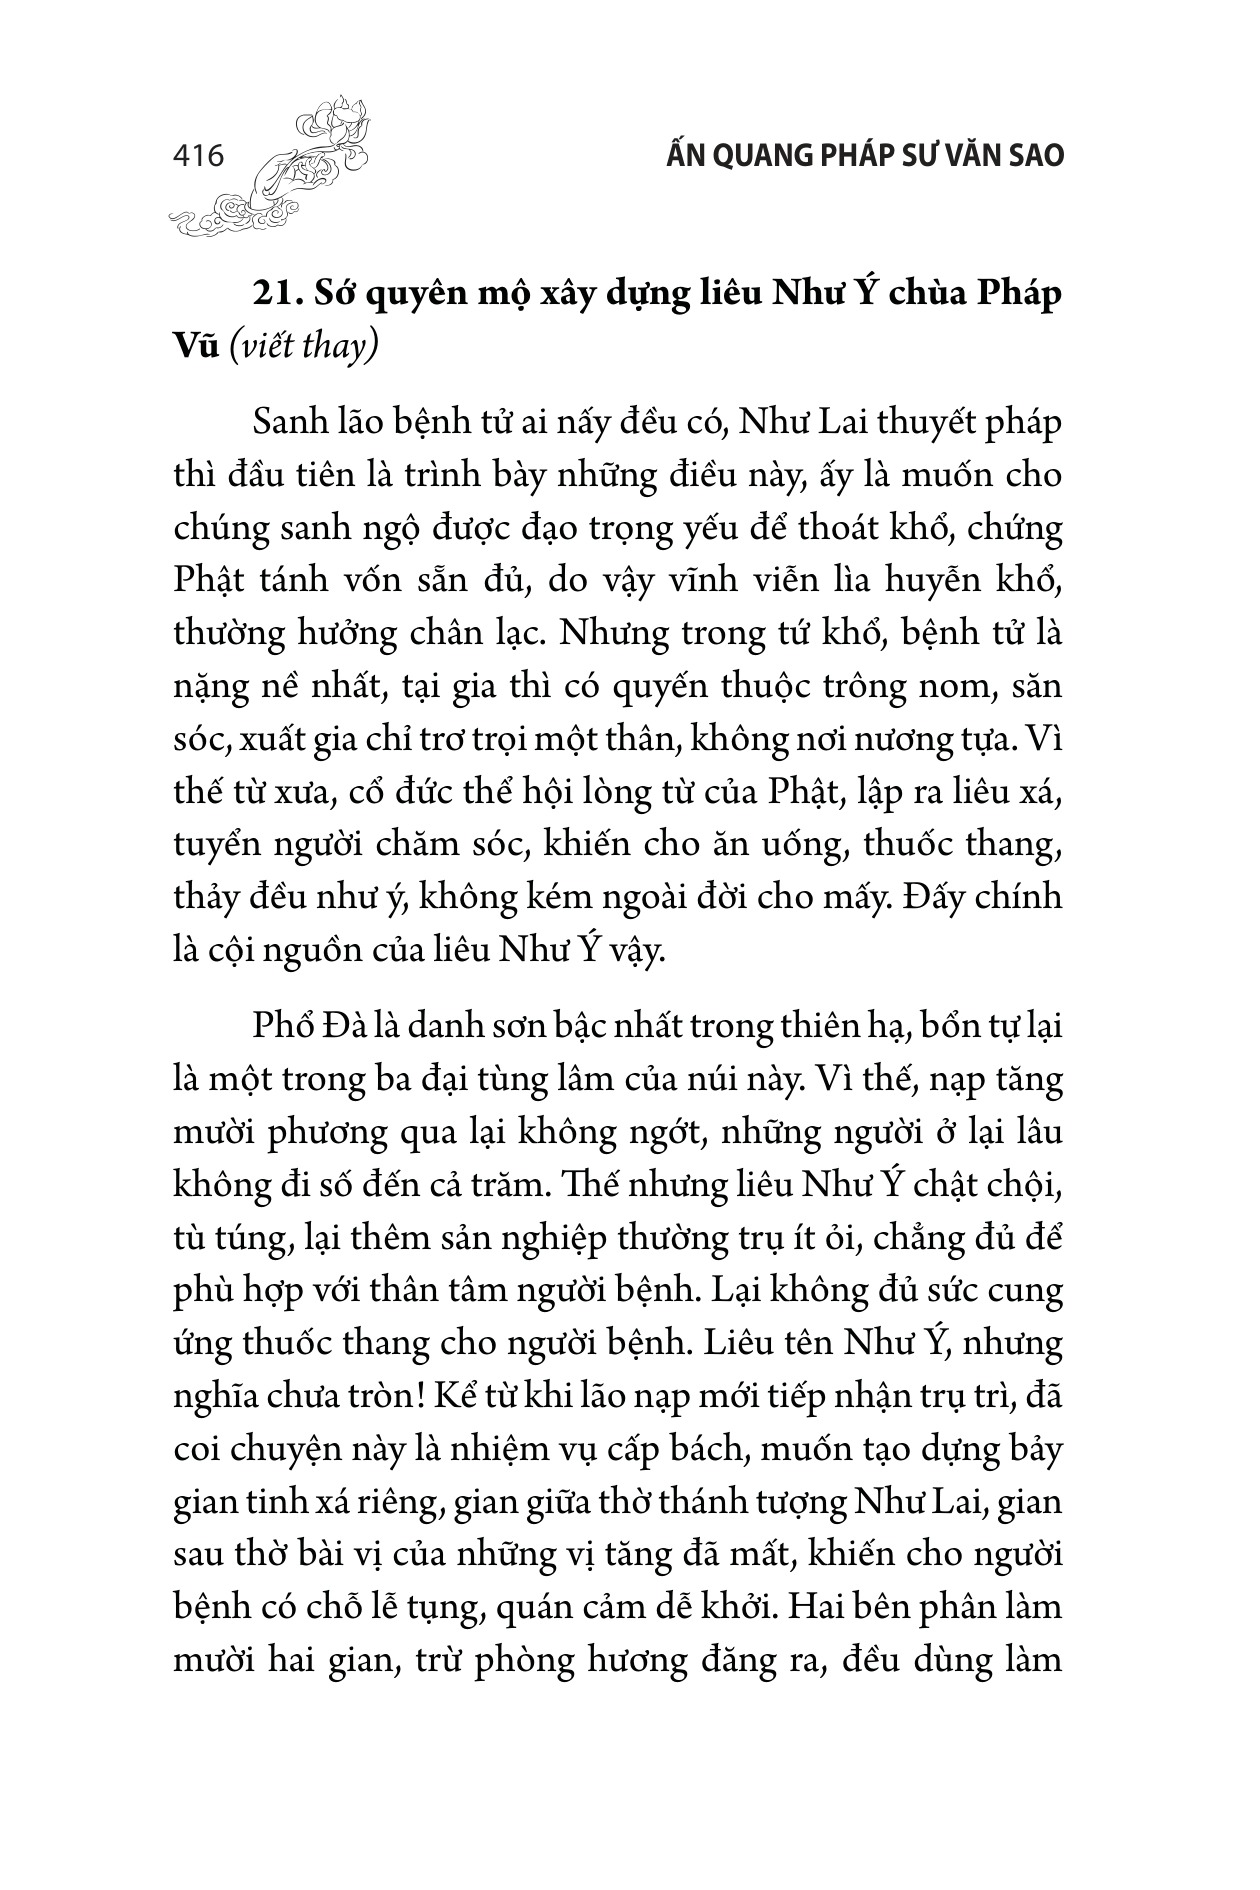 416
ẤN QUANG PHÁP SƯ VĂN SAO
21. Sớ quyên mộ xây dựng liêu Như Ý chùa Pháp
Vũ (viết thay)
Sanh lão bệnh tử ai nấy đều có, Như Lai thuyết pháp
thì đầu tiên là trình bày những điều này, ấy là muốn cho
chúng sanh ngộ được đạo trọng yếu để thoát khổ, chứng
Phật tánh vốn sẵn đủ, do vậy vĩnh viễn lìa huyễn khổ,
thường hưởng chân lạc. Nhưng trong tứ khổ, bệnh tử là
nặng nề nhất, tại gia thì có quyến thuộc trông nom, săn
sóc, xuất gia chỉ trơ trọi một thân, không nơi nương tựa. Vì
thế từ xưa, cổ đức thể hội lòng từ của Phật, lập ra liêu xá,
tuyển người chăm sóc, khiến cho ăn uống, thuốc thang,
thảy đều như ý, không kém ngoài đời cho mấy. Đấy chính
là cội nguồn của liêu Như Ý vậy.
Phổ Đà là danh sơn bậc nhất trong thiên hạ, bổn tự lại
là một trong ba đại tùng lâm của núi này. Vì thế, nạp tăng
mười phương qua lại không ngớt, những người ở lại lâu
không đi số đến cả trăm. Thế nhưng liêu Như Ý chật chội,
tù túng, lại thêm sản nghiệp thường trụ ít ỏi, chẳng đủ để
phù hợp với thân tâm người bệnh. Lại không đủ sức cung
ứng thuốc thang cho người bệnh. Liêu tên Như Ý, nhưng
nghĩa chưa tròn! Kể từ khi lão nạp mới tiếp nhận trụ trì, đã
coi chuyện này là nhiệm vụ cấp bách, muốn tạo dựng bảy
gian tinh xá riêng, gian giữa thờ thánh tượng Như Lai, gian
sau thờ bài vị của những vị tăng đã mất, khiến cho người
bệnh có chỗ lễ tụng, quán cảm dễ khởi. Hai bên phân làm
mười hai gian, trừ phòng hương đăng ra, đều dùng làm